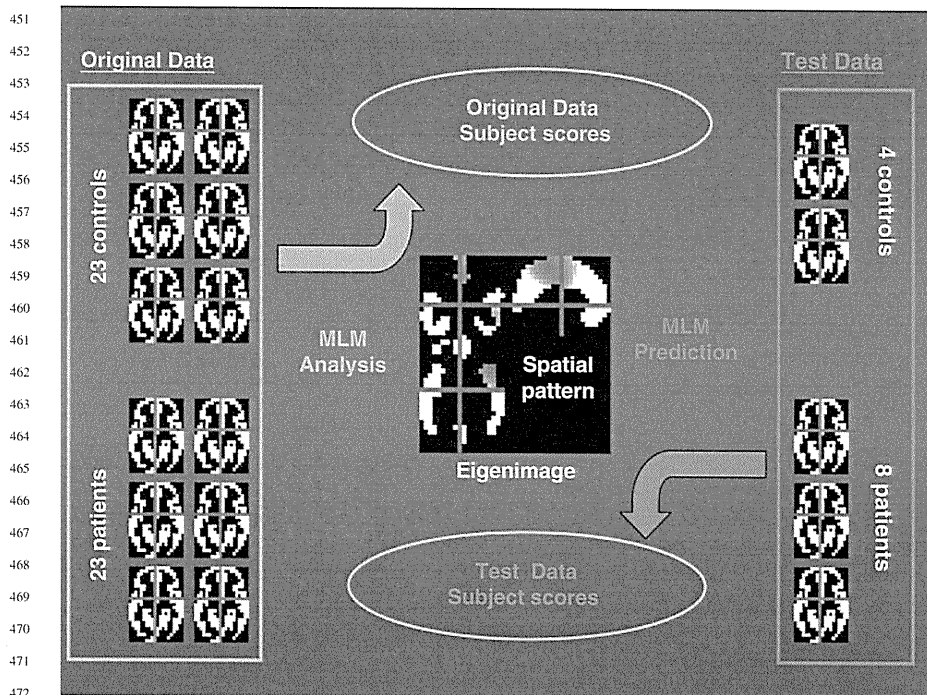 451
452
453
454
455
456
457
458
459
460
461
462
463
464
465
466
467
468
469
470
471
472
Original Data
23 controls
23 patients
Original Data
Subject scores
MLM
Analysis
Spatial
pattern
Eigenimage
MLM
Prediction
Test Data
Subject scores
Test Data
4 controls
8 patients